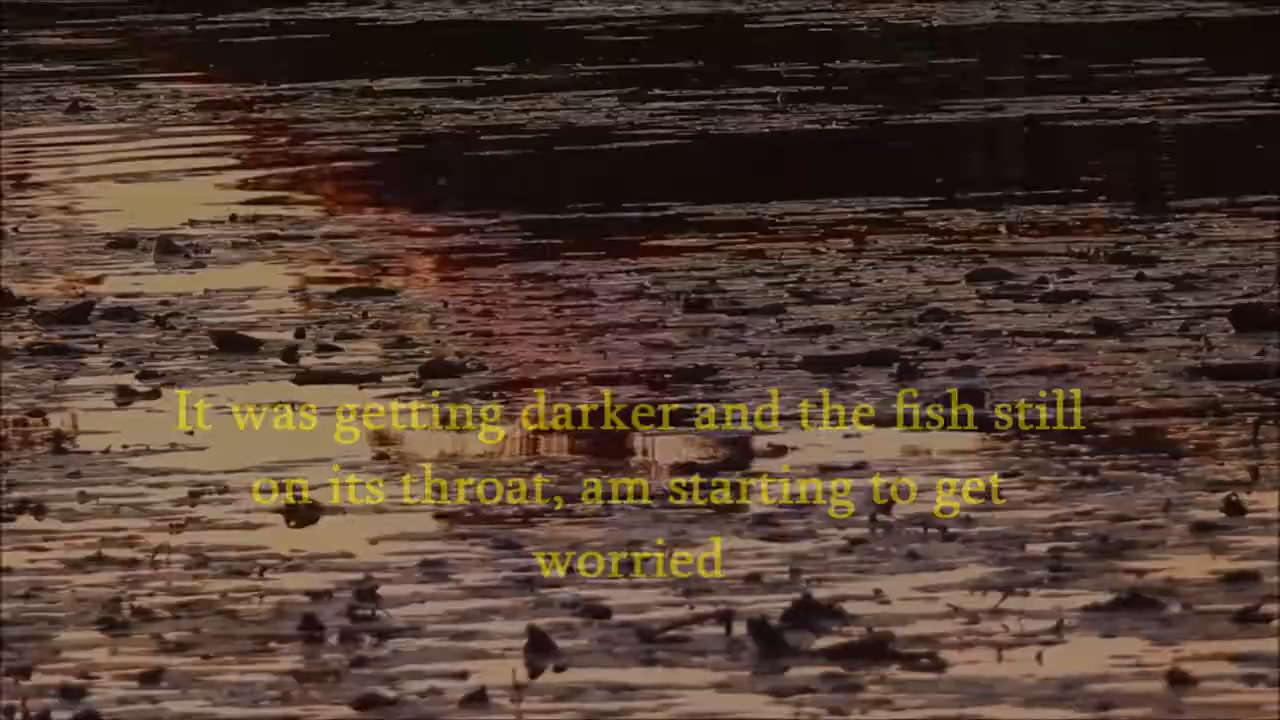 It was getting darker and the fish still
on its throat, am starting to get
worried